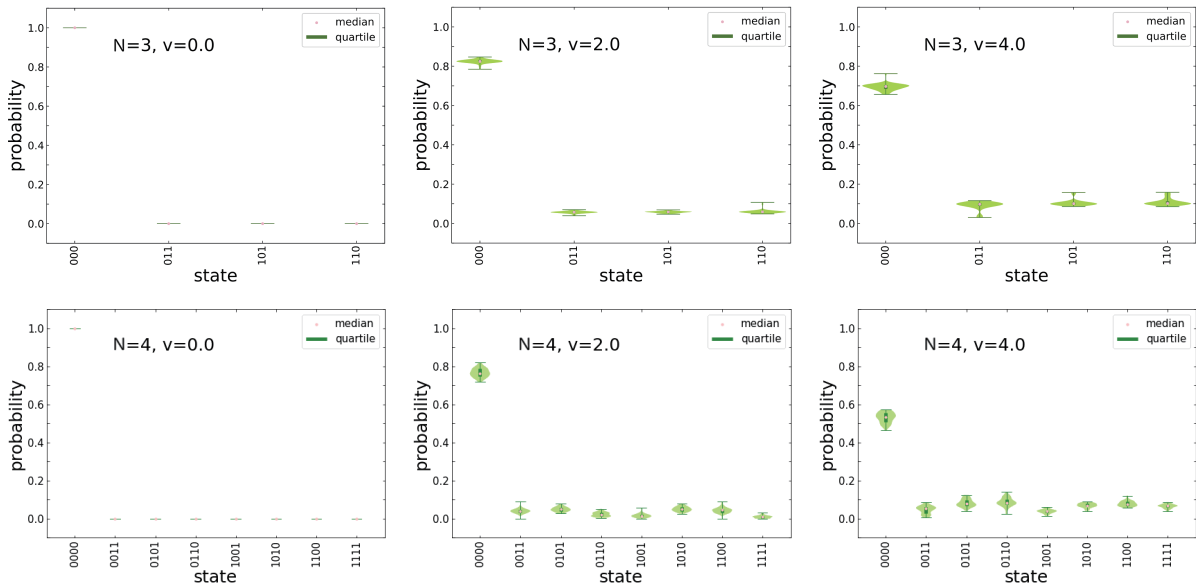 median
quartile
N=3, v=0.0
probability
1.0
0.8
0.6
0.4
0.2
0.0
000
011
101
110
state
median
quartile
N=3, v=2.0
probability
1.0
0.8
0.6
0.4
0.2
0.0
000
011
101
110
state
median
quartile
N=3, v=4.0
probability
1.0
0.8
0.6
0.4
0.2
0.0
000
011
101
110
state
median
quartile
N=4, v=0.0
probability
1.0
0.8
0.6
0.4
0.2
0.0
0000
0011
0101
0110
1001
1010
1100
1111
state
median
quartile
N=4, v=2.0
probability
1.0
0.8
0.6
0.4
0.2
0.0
0000
0011
0101
0110
1001
1010
1100
1111
state
median
quartile
N=4, v=4.0
probability
1.0
0.8
0.6
0.4
0.2
0.0
0000
0011
0101
0110
1001
1010
1100
1111
state